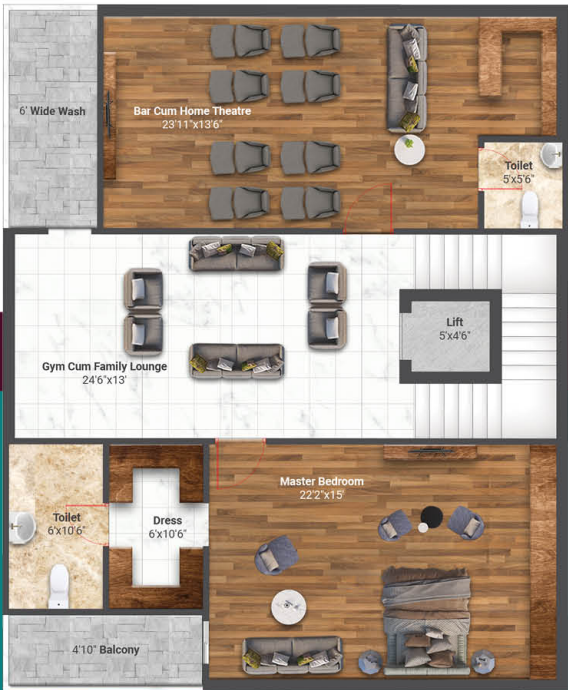 6' Wide Wash
Bar Cum Home Theatre
23'11"x13'6"
Toilet
5'x5'6"
Lift
5'x4'6"
Gym Cum Family Lounge
24'6"x13'
Master Bedroom
22'2"x15'
Toilet
6'x10'6"
Dress
6'x10'6"
4'10" Balcony